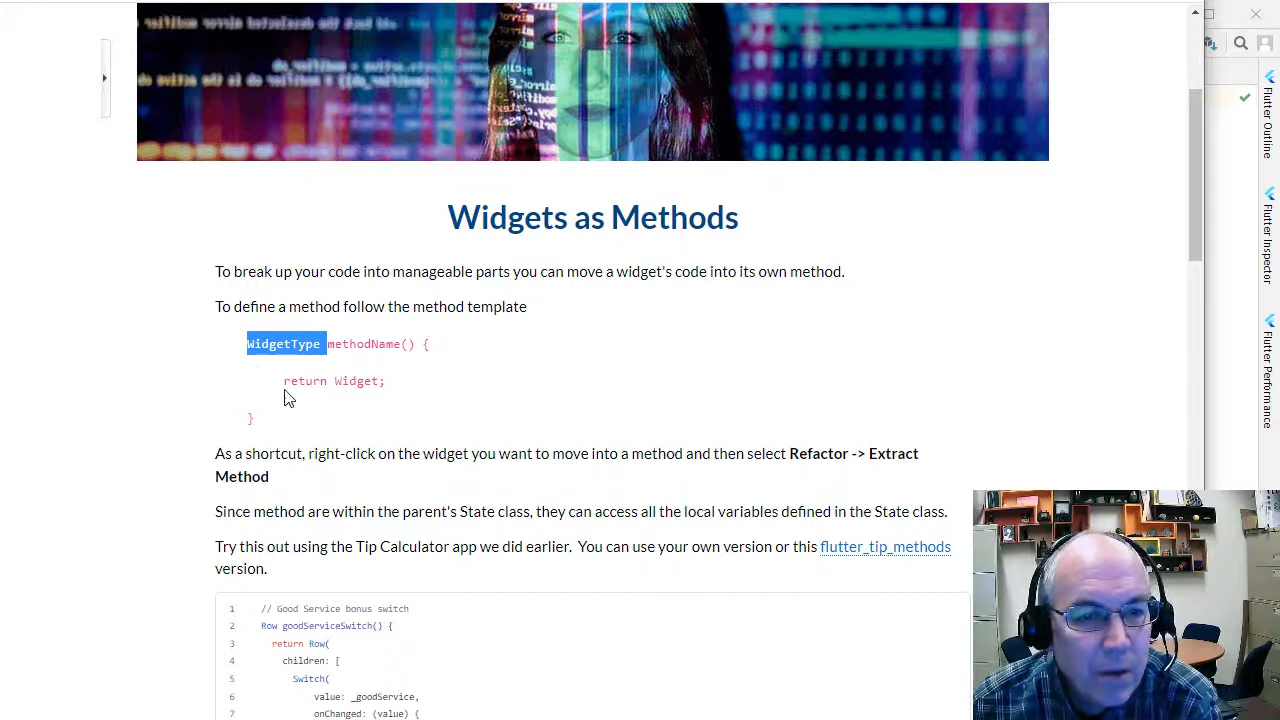 Widgets as Methods
To break up your code into manageable parts you can move a widget's code into its own method.
To define a method follow the method template
WidgetType methodName() {
return Widget;
}
As a shortcut, right-click on the widget you want to move into a method and then select Refactor -> Extract
Method
Since method are within the parent's State class, they can access all the local variables defined in the State class.
Try this out using the Tip Calculator app we did earlier.  You can use your own version or this flutter_tip_methods
version.
1 // Good Service bonus switch
2 Row goodServiceSwitch() {
3 return Row(
4 children: [
5 Switch(
6 value: _goodService,
7 onChanged: (value) {
Flutter Outline
Flutter Inspecto
Flutter Performance